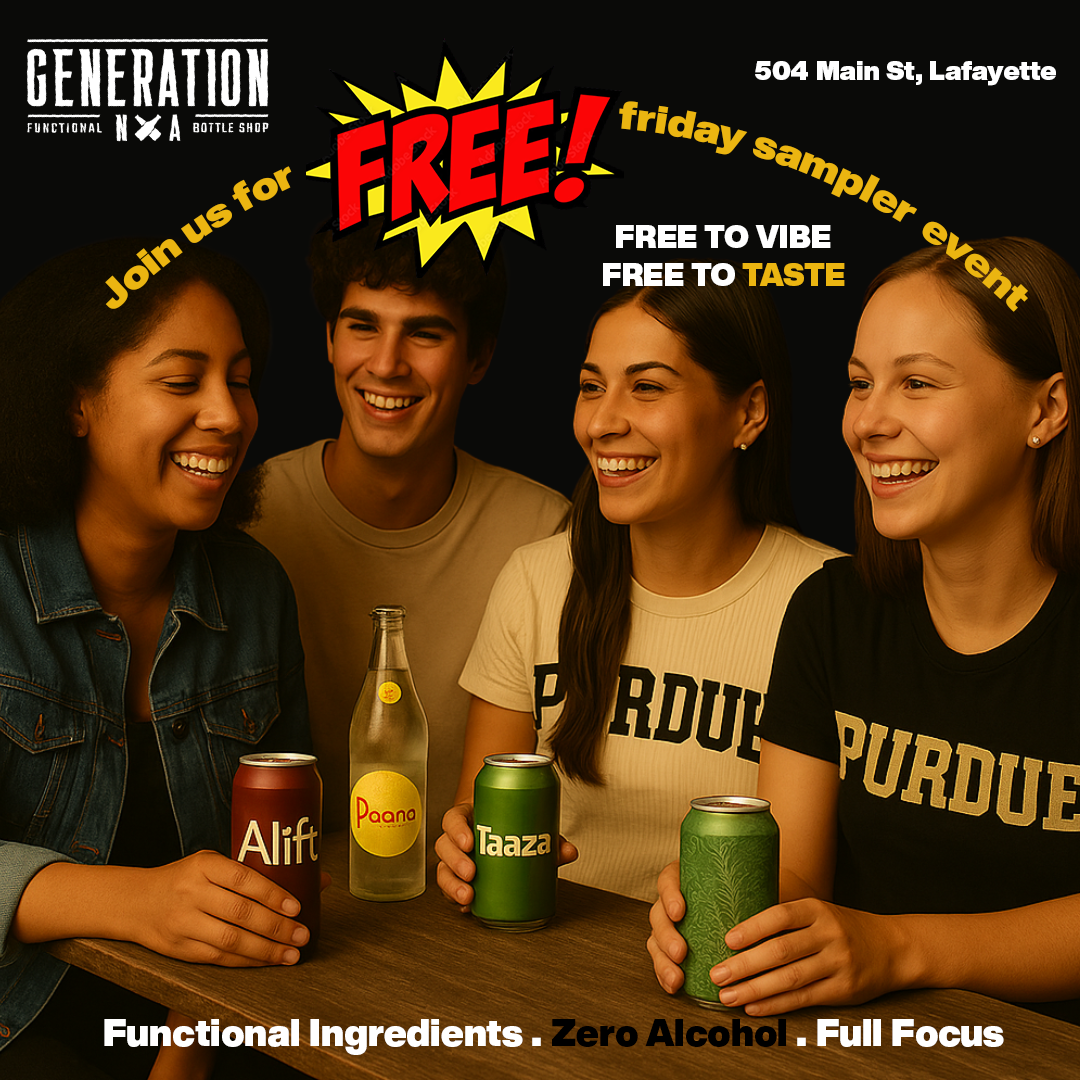 GENERATION
FUNCTIONAL N A BOTTLE SHOP
504 Main St, Lafayette
Join us for
FREE!
friday sampler event
FREE TO VIBE
FREE TO TASTE
PURDUE
PURDUE
Alift
Paana
Taaza
Functional Ingredients . Zero Alcohol . Full Focus